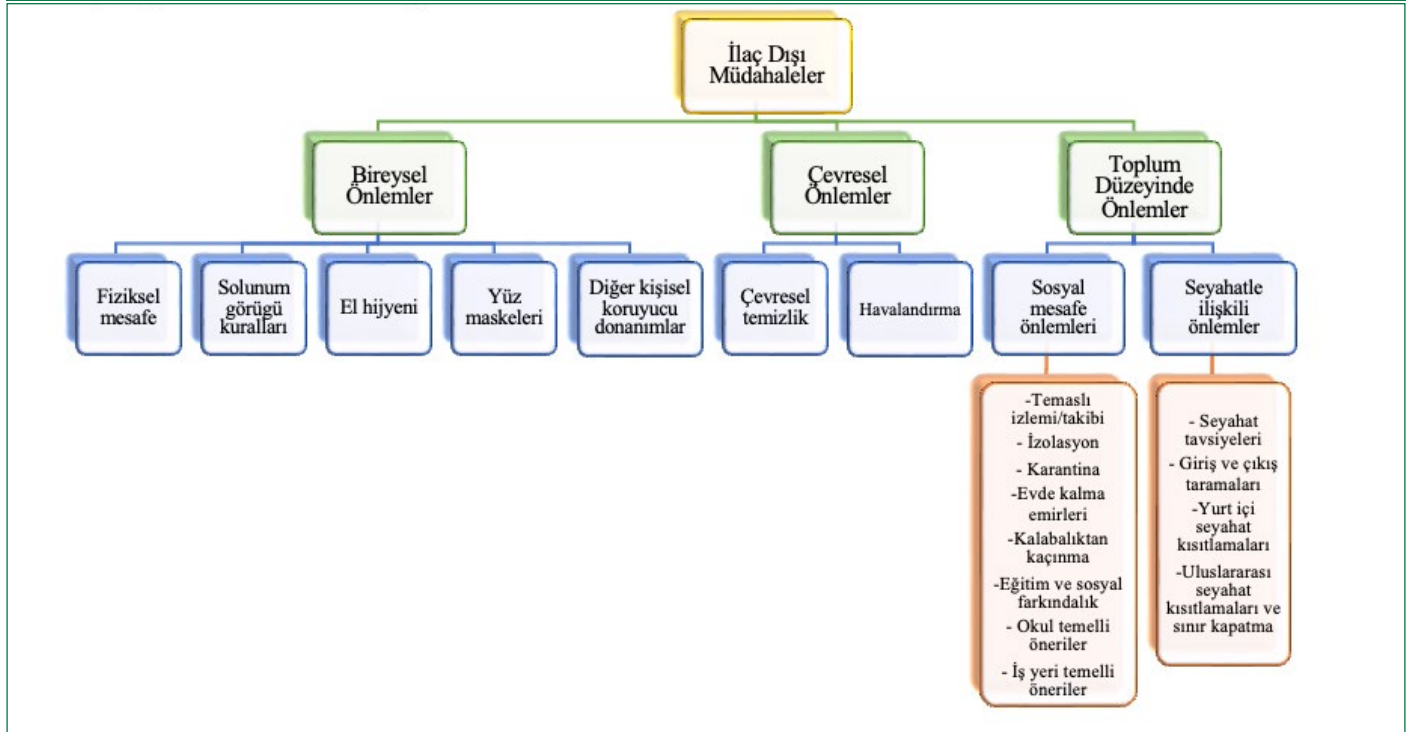 İlaç Dışı
Müdahaleler
Bireysel
Önlemler
Çevresel
Önlemler
Toplum
Düzeyinde
Önlemler
Fiziksel
mesafe
Solunum
görügü
kuralları
El hijyeni
Yüz
maskeleri
Diğer kişisel
koruyucu
donanımlar
Çevresel
temizlik
Havalandırma
Sosyal
mesafe
önlemleri
Seyahatle
ilişkili
önlemler
-Temaslı
izlemi/takibi
- İzolasyon
- Karantina
-Evde kalma
emirleri
-Kalabalıktan
kaçınma
-Eğitim ve sosyal
farkındalık
- Okul temelli
öneriler
- İş yeri temelli
öneriler
- Seyahat
tavsiyeleri
- Giriş ve çıkış
taramaları
-Yurt içi
seyahat
kısıtlamaları
-Uluslararası
seyahat
kısıtlamaları ve
sınır kapatma